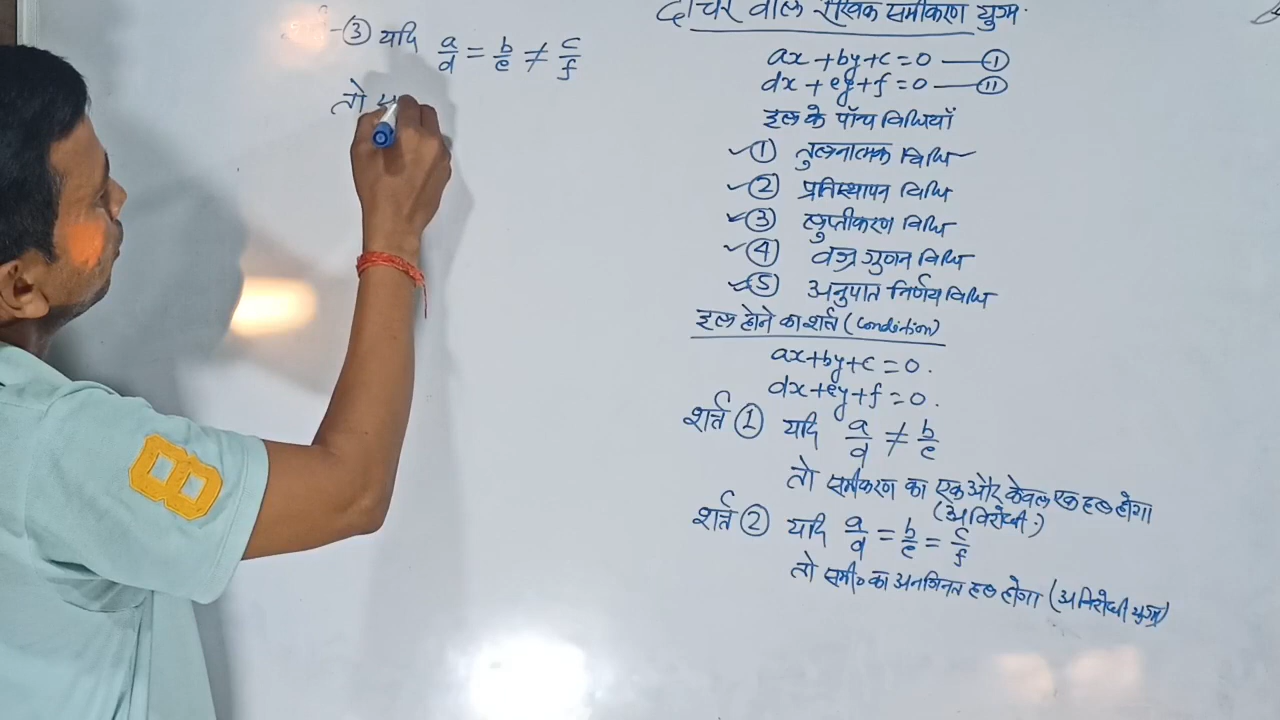 दो चर वाले रैखिक समीकरण युग्म.
ax + by + c = 0 — ①
dx + ey + f = 0 — ⑪
हल के पाँच विधियाँ
① तुलनात्मक विधि
② प्रतिस्थापन विधि
③ लुप्तीकरण विधि
④ वज्र गुणन विधि
⑤ अनुपात निर्णय विधि
हल होने का शर्त (Condition)
ax+by+c = 0.
dx+ey+f = 0.
शर्त ① यदि a/d ≠ b/e
तो समीकरण का एक और केवल एक हल होगा
(अविरोधी)
शर्त ② यदि a/d = b/e = c/f
तो समी० का अनगिनत हल होगा (अविरोधी युग्म)
③ यदि a/d = b/e ≠ c/f
तो
8